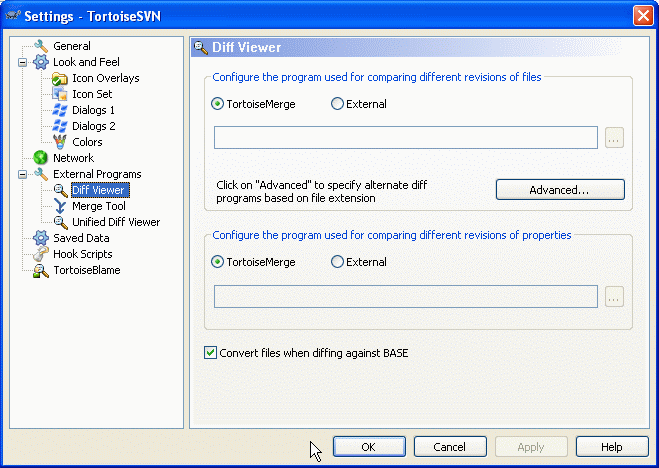 Settings - TortoiseSVN
General
Look and Feel
Icon Overlays
Icon Set
Dialogs 1
Dialogs 2
Colors
Network
External Programs
Diff Viewer
Merge Tool
Unified Diff Viewer
Saved Data
Hook Scripts
TortoiseBlame
Diff Viewer
Configure the program used for comparing different revisions of files
TortoiseMerge External
...
Click on "Advanced" to specify alternate diff
programs based on file extension
Advanced...
Configure the program used for comparing different revisions of properties
TortoiseMerge External
...
Convert files when diffing against BASE
OK Cancel Apply Help